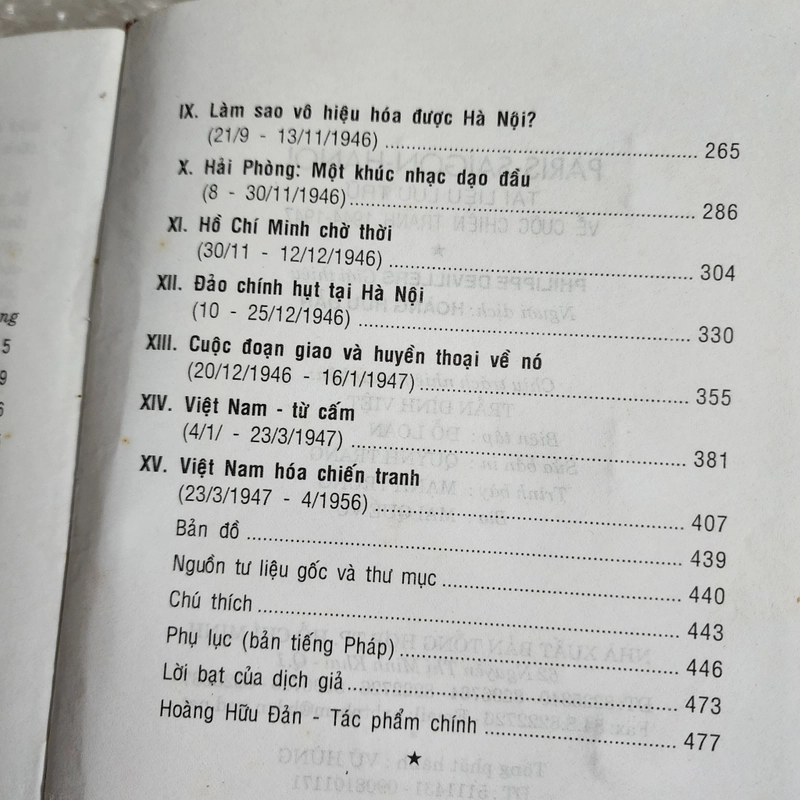 IX. Làm sao vô hiệu hóa được Hà Nội?
(21/9 - 13/11/1946) 265
X. Hải Phòng: Một khúc nhạc dạo đầu
(8 - 30/11/1946) 286
XI. Hồ Chí Minh chờ thời
(30/11 - 12/12/1946) 304
XII. Đảo chính hụt tại Hà Nội
(10 - 25/12/1946) 330
XIII. Cuộc đoạn giao và huyền thoại về nó
(20/12/1946 - 16/1/1947) 355
XIV. Việt Nam - từ cấm
(4/1/ - 23/3/1947) 381
XV. Việt Nam hóa chiến tranh
(23/3/1947 - 4/1956) 407
Bản đồ 439
Nguồn tư liệu gốc và thư mục 440
Chú thích 443
Phụ lục (bản tiếng Pháp) 446
Lời bạt của dịch giả 473
Hoàng Hữu Đản - Tác phẩm chính 477